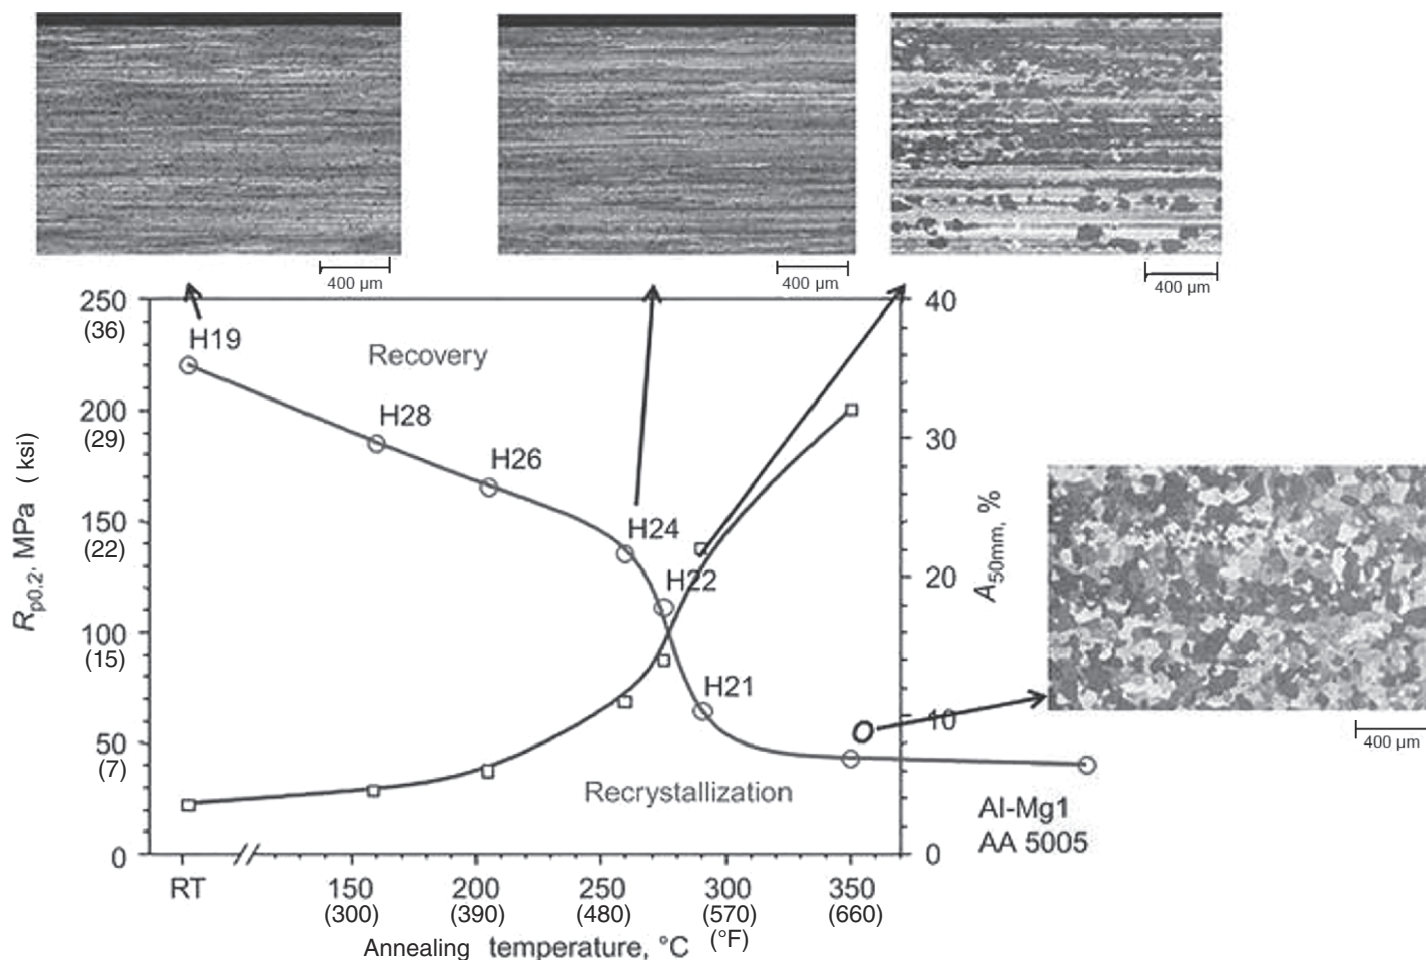 400 µm
400 µm
400 µm
250
(36)
200
(29)
150
(22)
100
(15)
50
(7)
0
Rp0.2, MPa (ksi)
H19
Recovery
H28
H26
H24
H22
H21
O
Recrystallization
40
30
20
10
0
A50mm, %
400 µm
Al-Mg1
AA 5005
RT
150
200
250
300
350
(300)
(390)
(480)
(570)
(660)
Annealing temperature, °C (°F)